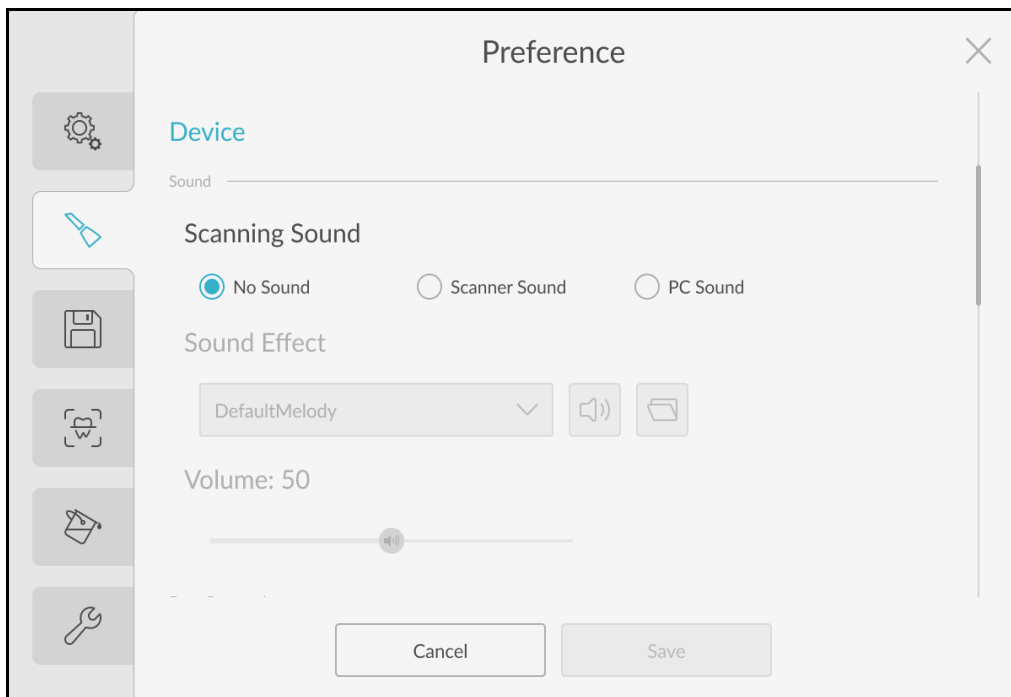 Preference
Device
Sound
Scanning Sound
No Sound Scanner Sound PC Sound
Sound Effect
DefaultMelody
Volume: 50
Cancel Save